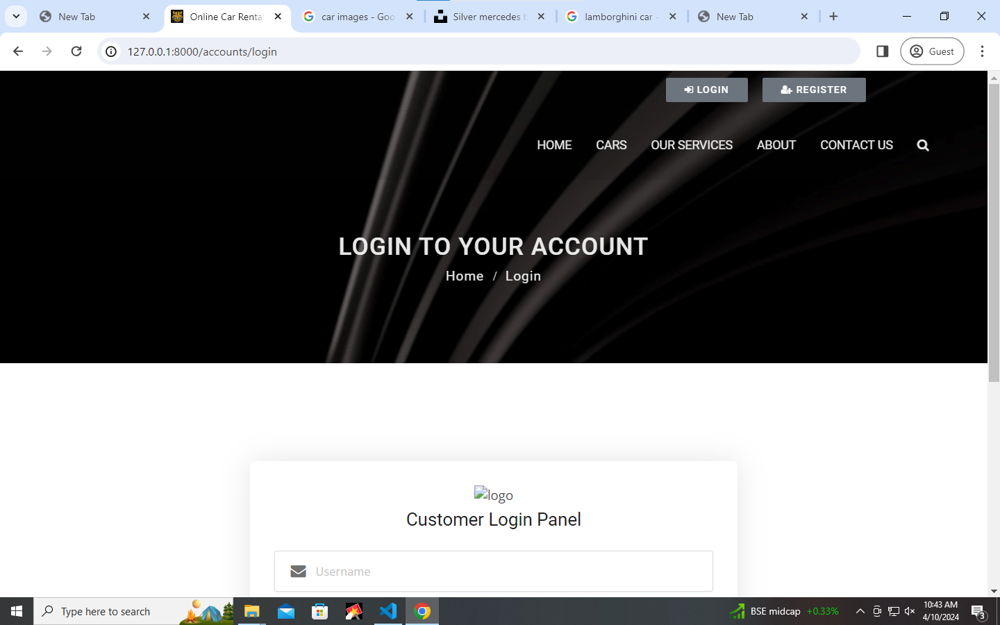 New Tab
Online Car Renta
car images - Goo
Silver mercedes b
lamborghini car -
New Tab
127.0.0.1:8000/accounts/login
Guest
LOGIN
REGISTER
HOME
CARS
OUR SERVICES
ABOUT
CONTACT US
LOGIN TO YOUR ACCOUNT
Home / Login
logo
Customer Login Panel
Username
Type here to search
BSE midcap +0.33%
10:43 AM
4/10/2024
3